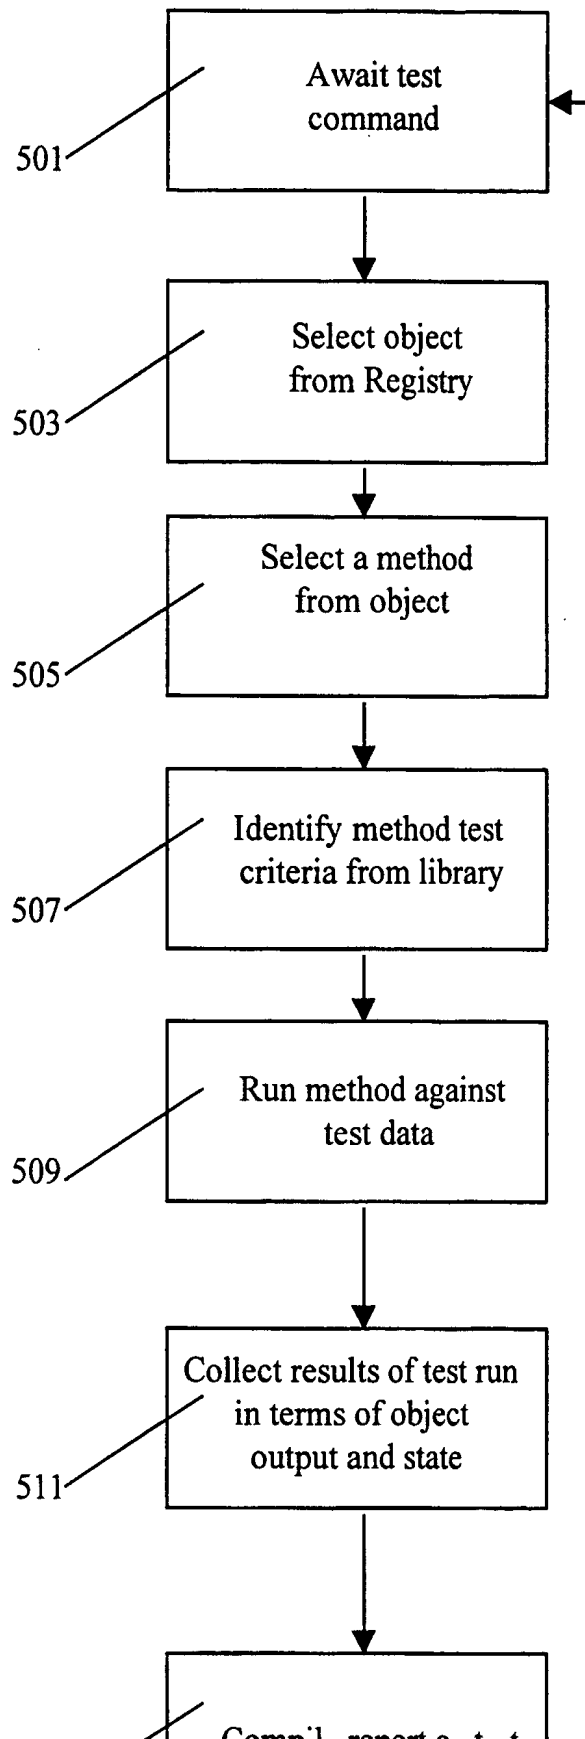 Await test
command
501
Select object
from Registry
503
Select a method
from object
505
Identify method test
criteria from library
507
Run method against
test data
509
Collect results of test run
in terms of object
output and state
511
report